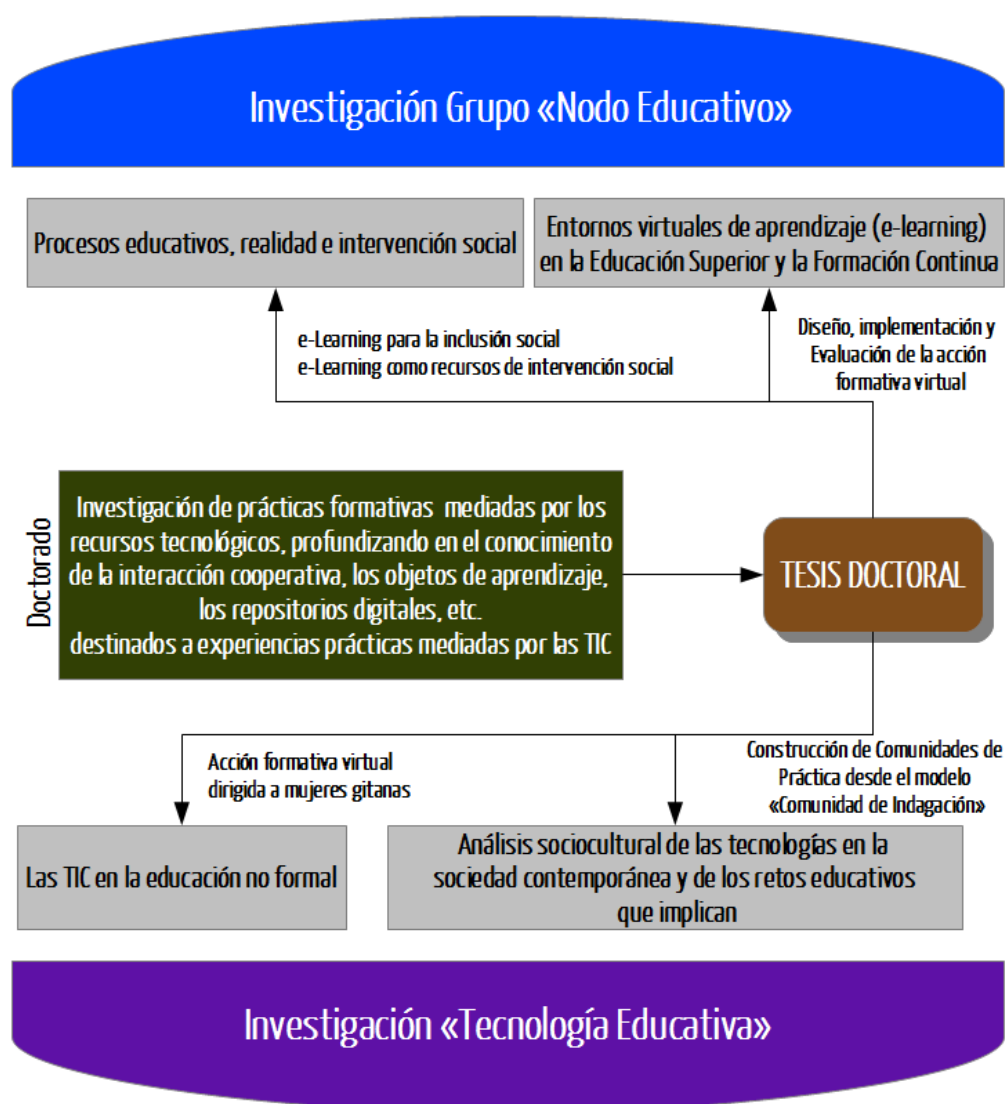 Investigación Grupo «Nodo Educativo»
Procesos educativos, realidad e intervención social
Entornos virtuales de aprendizaje (e-learning)
en la Educación Superior y la Formación Continua
e-Learning para la inclusión social
e-Learning como recursos de intervención social
Diseño, implementación y
Evaluación de la acción
formativa virtual
Doctorado
Investigación de prácticas formativas mediadas por los
recursos tecnológicos, profundizando en el conocimiento
de la interacción cooperativa, los objetos de aprendizaje,
los repositorios digitales, etc.
destinados a experiencias prácticas mediadas por las TIC
TESIS DOCTORAL
Acción formativa virtual
dirigida a mujeres gitanas
Construcción de Comunidades de
Práctica desde el modelo
«Comunidad de Indagación»
Las TIC en la educación no formal
Análisis sociocultural de las tecnologías en la
sociedad contemporánea y de los retos educativos
que implican
Investigación «Tecnología Educativa»